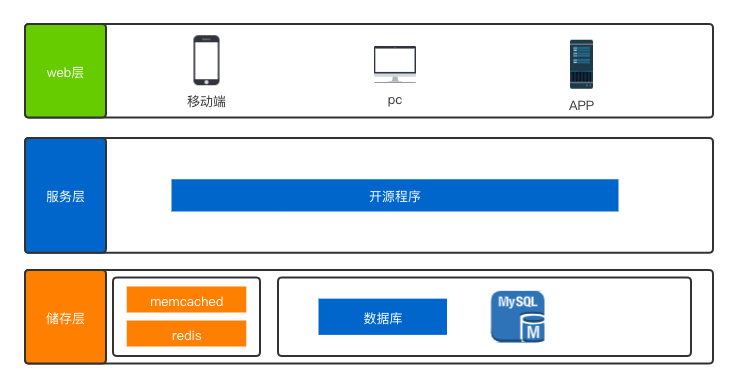 web层
移动端
pc
APP
服务层
开源程序
储存层
memcached
redis
数据库
MySQL
M